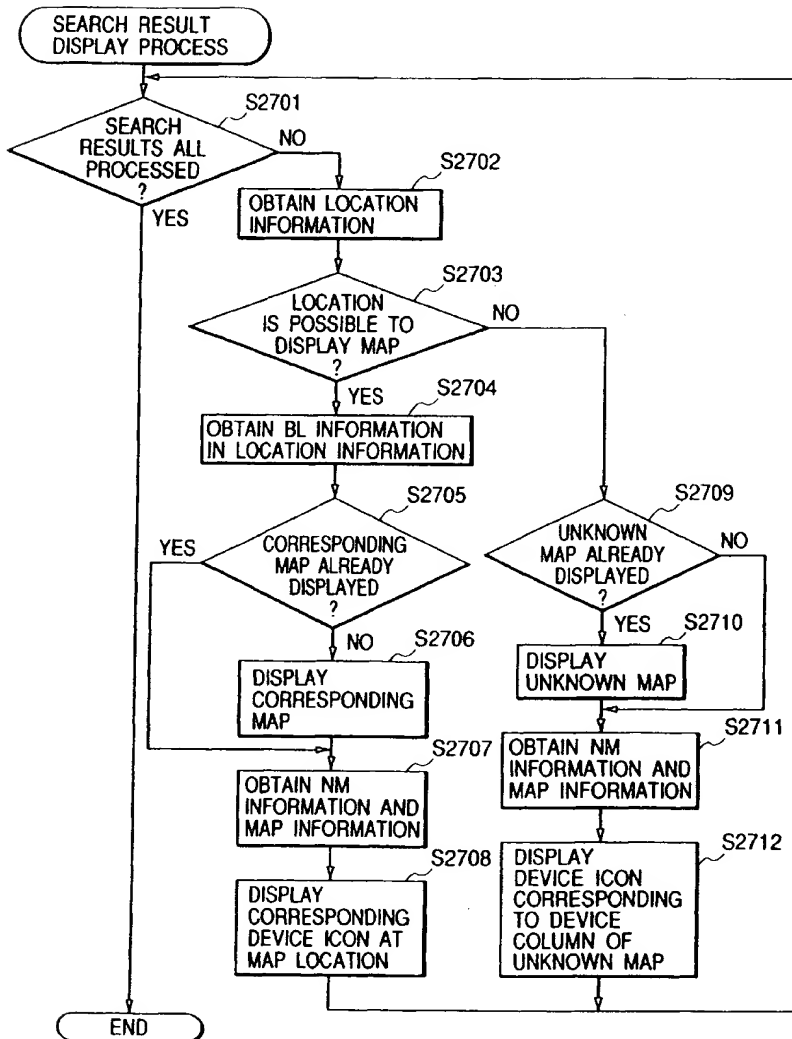 SEARCH RESULT
DISPLAY PROCESS
S2701
SEARCH
RESULTS ALL
PROCESSED
?
NO
YES
S2702
OBTAIN LOCATION
INFORMATION
S2703
LOCATION
IS POSSIBLE TO
DISPLAY MAP
?
NO
YES
S2704
OBTAIN BL INFORMATION
IN LOCATION INFORMATION
S2705
YES
CORRESPONDING
MAP ALREADY
DISPLAYED
?
NO
S2706
DISPLAY
CORRESPONDING
MAP
S2707
OBTAIN NM
INFORMATION AND
MAP INFORMATION
S2708
DISPLAY
CORRESPONDING
DEVICE ICON AT
MAP LOCATION
S2709
UNKNOWN
MAP ALREADY
DISPLAYED
?
NO
YES
S2710
DISPLAY
UNKNOWN MAP
S2711
OBTAIN NM
INFORMATION AND
MAP INFORMATION
S2712
DISPLAY
DEVICE ICON
CORRESPONDING
TO DEVICE
COLUMN OF
UNKNOWN MAP
END